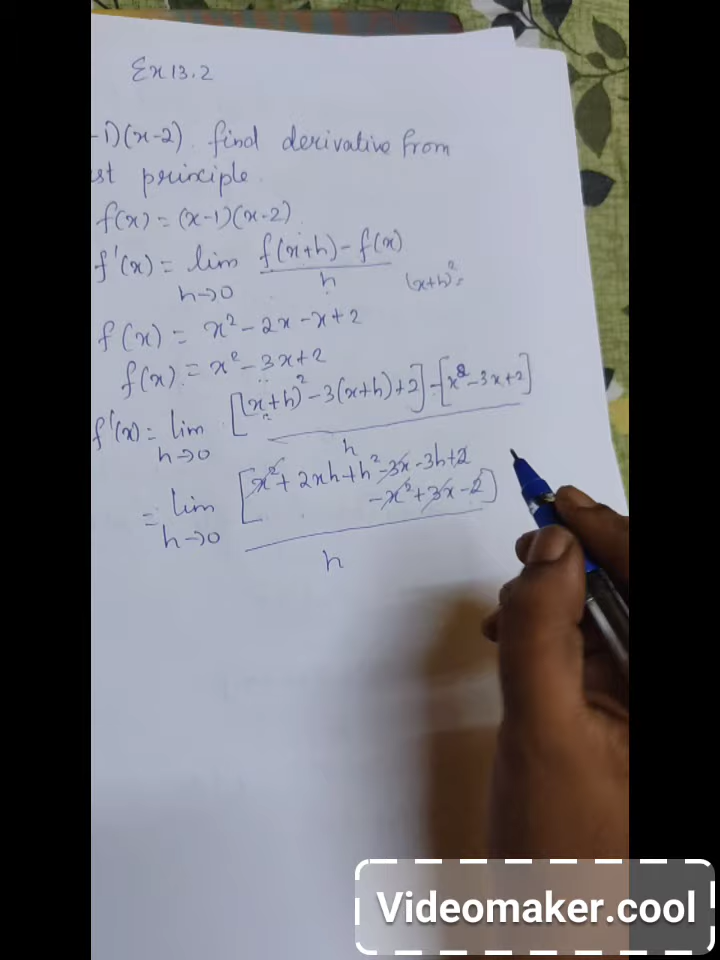 Ex 13.2
-1)(x-2) find derivative from
st principle.
f(x) = (x-1)(x-2)
f'(x) = lim f(x+h) - f(x)
h→0 h (x+h)² =
f(x) = x² - 2x - x + 2
f(x) = x² - 3x + 2
f'(x) = lim [(x+h)² - 3(x+h) + 2] - [x² - 3x + 2]
h→0 h
= lim [x² + 2xh + h² - 3x - 3h + 2
h→0 - x² + 3x - 2]
h
Videomaker.cool